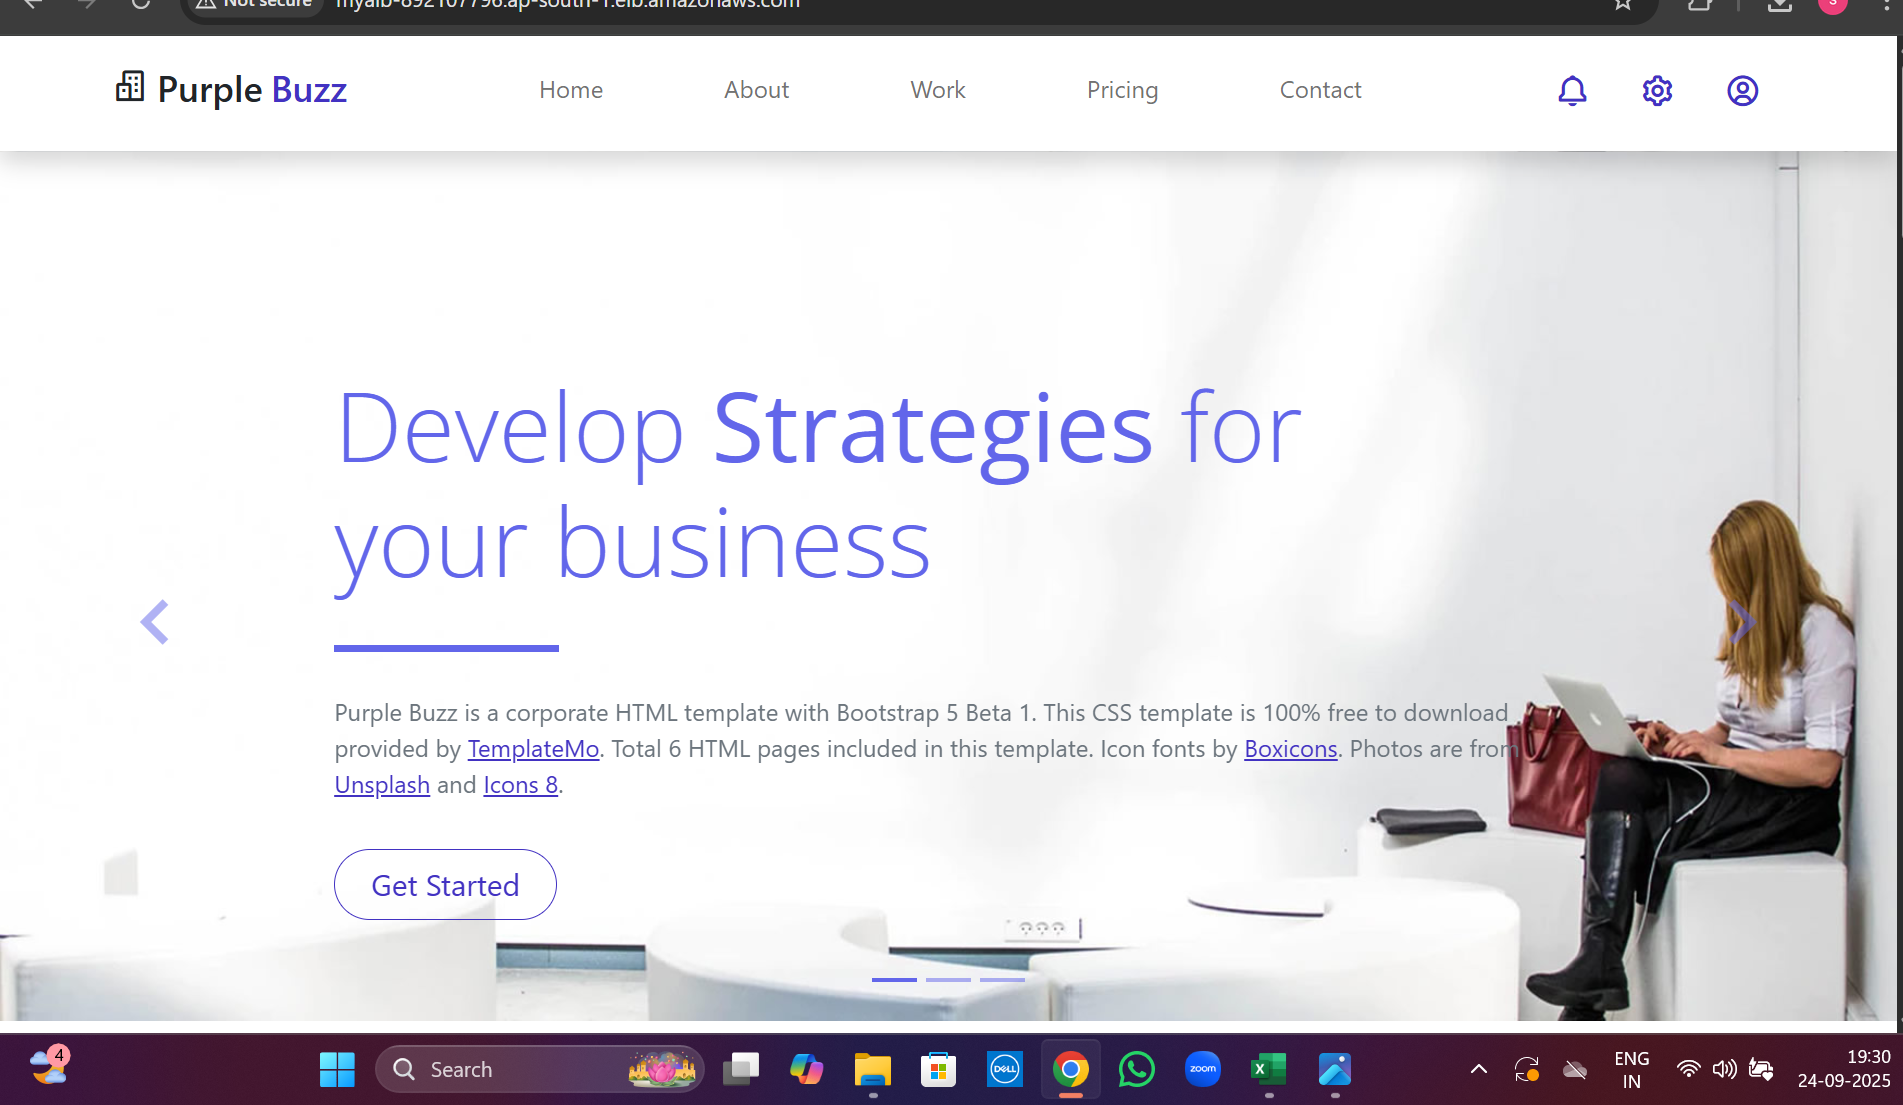 Not secure myalb-892107796.ap-south-1.elb.amazonaws.com
S
Purple Buzz
Home
About
Work
Pricing
Contact
Develop Strategies for
your business
Purple Buzz is a corporate HTML template with Bootstrap 5 Beta 1. This CSS template is 100% free to download
provided by TemplateMo. Total 6 HTML pages included in this template. Icon fonts by Boxicons. Photos are from
Unsplash and Icons 8.
Get Started
4
Search
DELL
zoom
X
ENG
IN
19:30
24-09-2025